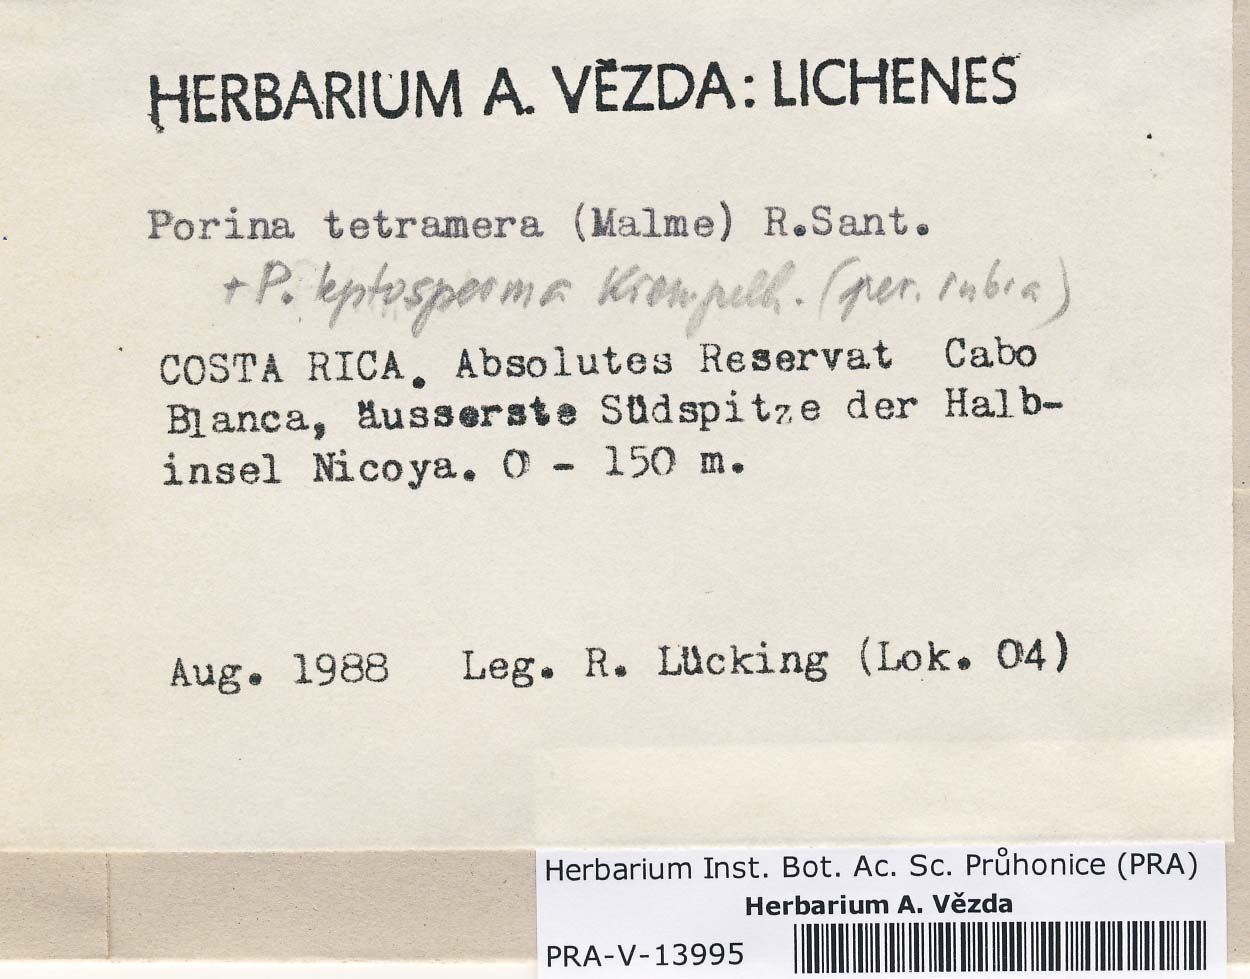 HERBARIUM A. VĚZDA: LICHENES
Porina tetramera (Malme) R.Sant.
+ P. leptosperma Krempelh. (per. rubra)
COSTA RICA. Absolutes Reservat Cabo
Blanca, äusserste Südspitze der Halb-
insel Nicoya. 0 - 150 m.
Aug. 1988 Leg. R. Lücking (Lok. 04)
Herbarium Inst. Bot. Ac. Sc. Průhonice (PRA)
Herbarium A. Vězda
PRA-V-13995